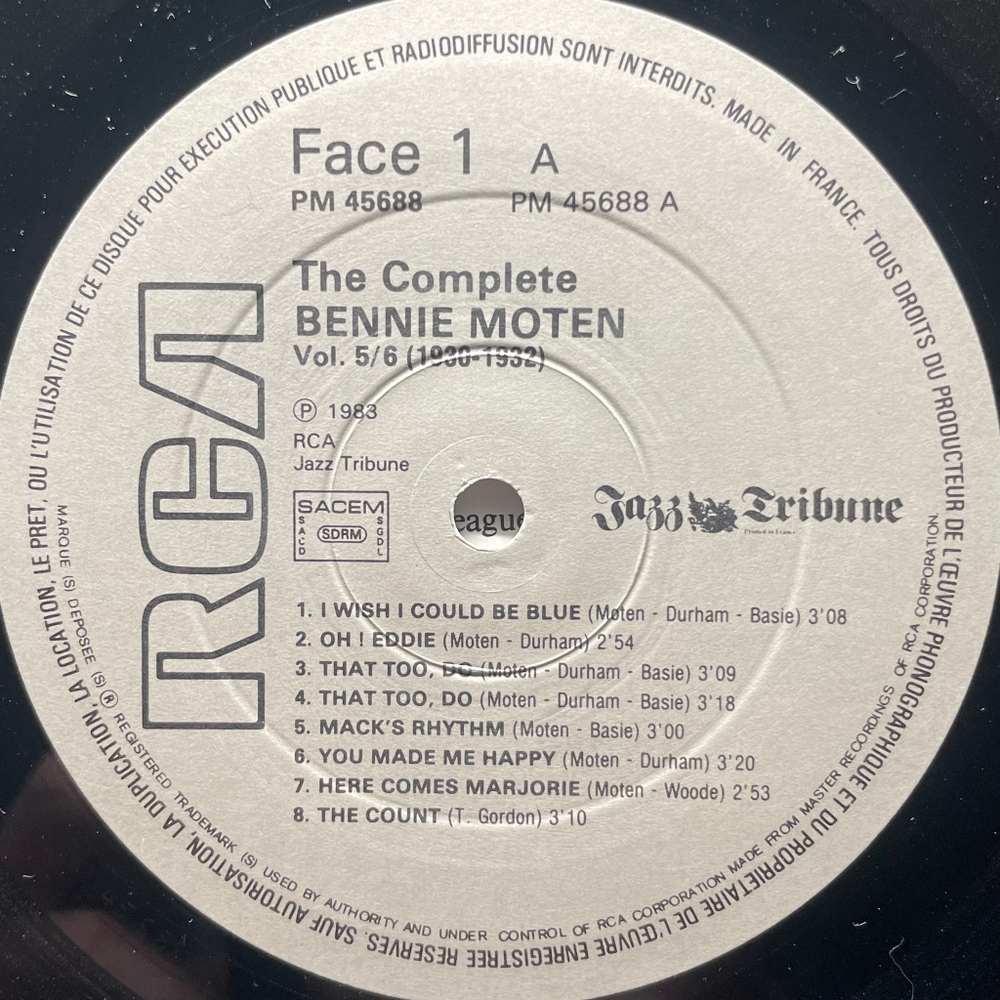 TOUS DROITS DU PRODUCTEUR DE L'ŒUVRE PHONOGRAPHIQUE ET DU PROPRIETAIRE DE L'ŒUVRE ENREGISTREE RESERVES. SAUF AUTORISATION, LA DUPLICATION, LA LOCATION, LE PRET, OU L'UTILISATION DE CE DISQUE POUR EXECUTION PUBLIQUE ET RADIODIFFUSION SONT INTERDITS. MADE IN FRANCE.
Face 1 A
PM 45688 PM 45688 A
The Complete
BENNIE MOTEN
Vol. 5/6 (1930-1932)
Ⓟ 1983
RCA
Jazz Tribune
RCA
SACEM
SACD
SDRM
SGDL
eague
Jazz Tribune
Printed in France
1. I WISH I COULD BE BLUE (Moten - Durham - Basie) 3'08
2. OH ! EDDIE (Moten - Durham) 2'54
3. THAT TOO, DO (Moten - Durham - Basie) 3'09
4. THAT TOO, DO (Moten - Durham - Basie) 3'18
5. MACK'S RHYTHM (Moten - Basie) 3'00
6. YOU MADE ME HAPPY (Moten - Durham) 3'20
7. HERE COMES MARJORIE (Moten - Woode) 2'53
8. THE COUNT (T. Gordon) 3'10
MARQUE (S) DEPOSEE (S) ® REGISTERED TRADEMARK (S) USED BY AUTHORITY AND UNDER CONTROL OF RCA CORPORATION MADE FROM MASTER RECORDINGS OF RCA CORPORATION.